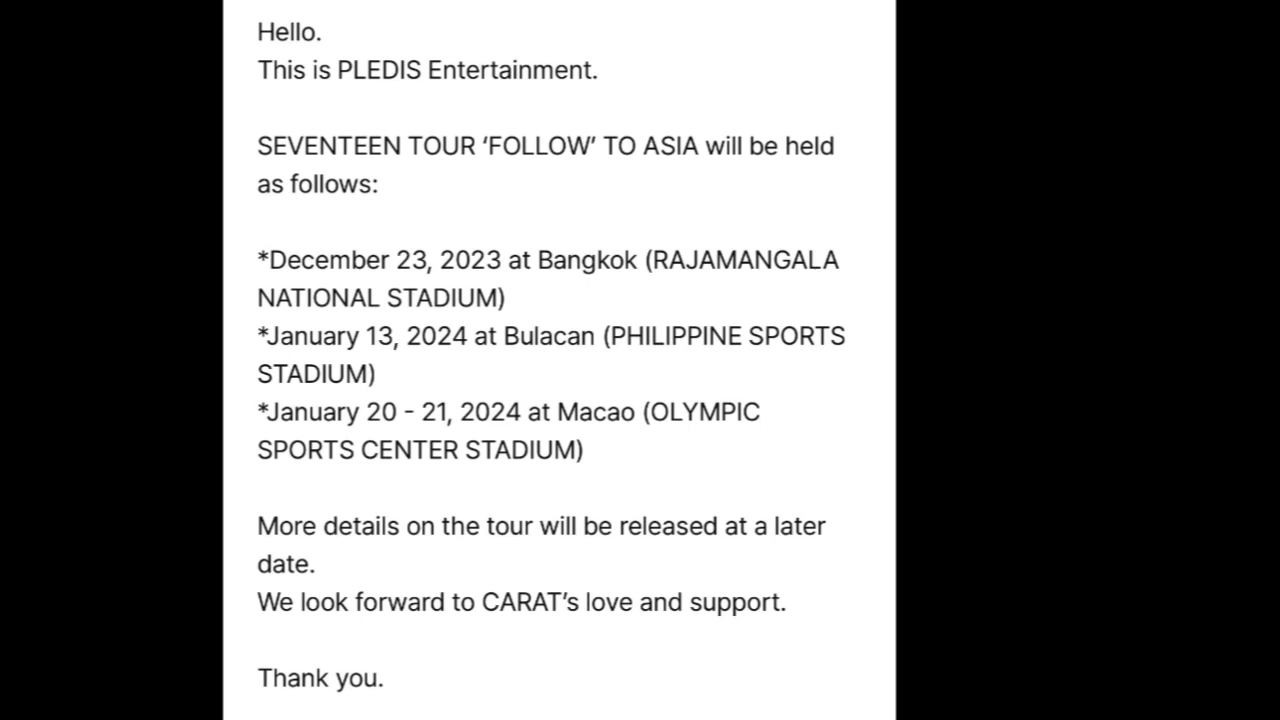 Hello.
This is PLEDIS Entertainment.
SEVENTEEN TOUR ‘FOLLOW’ TO ASIA will be held
as follows:
*December 23, 2023 at Bangkok (RAJAMANGALA
NATIONAL STADIUM)
*January 13, 2024 at Bulacan (PHILIPPINE SPORTS
STADIUM)
*January 20 - 21, 2024 at Macao (OLYMPIC
SPORTS CENTER STADIUM)
More details on the tour will be released at a later
date.
We look forward to CARAT’s love and support.
Thank you.